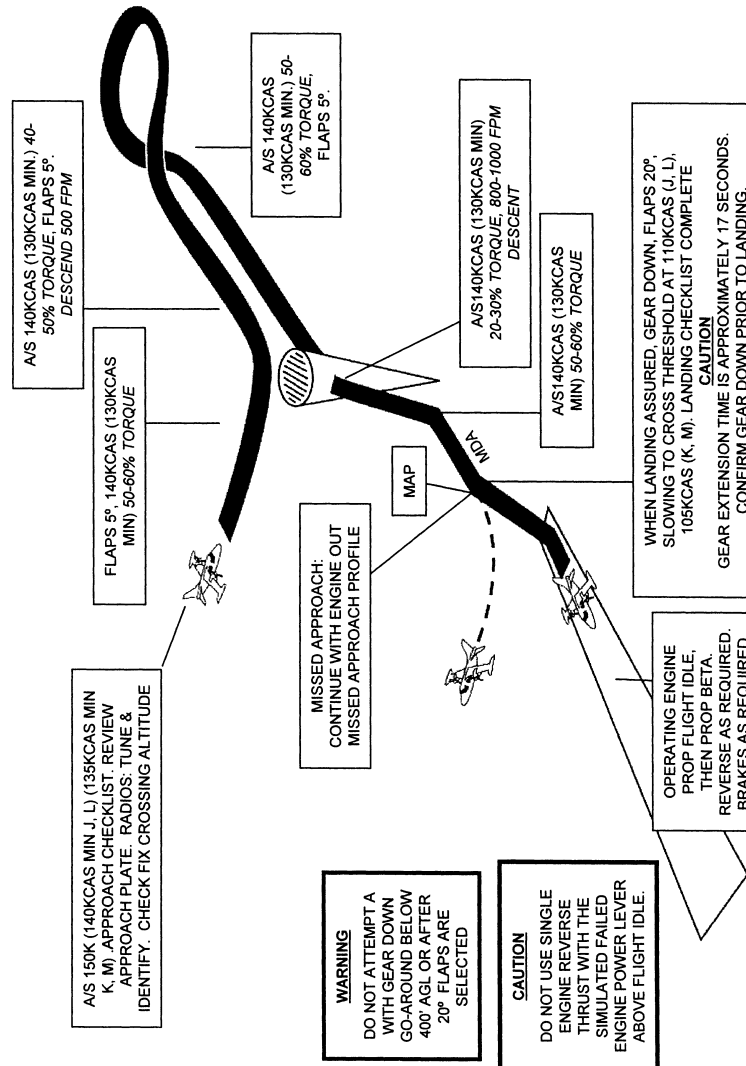 A/S 150K (140KCAS MIN J, L) (135KCAS MIN
K, M) .APPROACH CHECKLIST. REVIEW
APPROACH PLATE. RADIOS: TUNE &
IDENTIFY. CHECK FIX CROSSING ALTITUDE
FLAPS 5º, 140KCAS (130KCAS
MIN) 50-60% TORQUE
A/S 140KCAS (130KCAS MIN.) 40-
50% TORQUE, FLAPS 5º.
DESCEND 500 FPM
A/S 140KCAS
(130KCAS MIN.) 50-
60% TORQUE,
FLAPS 5º.
A/S140KCAS (130KCAS MIN)
20-30% TORQUE, 800-1000 FPM
DESCENT
A/S140KCAS (130KCAS
MIN) 50-60% TORQUE
MDA
MAP
MISSED APPROACH:
CONTINUE WITH ENGINE OUT
MISSED APPROACH PROFILE
WHEN LANDING ASSURED, GEAR DOWN, FLAPS 20º,
SLOWING TO CROSS THRESHOLD AT 110KCAS (J, L),
105KCAS (K, M). LANDING CHECKLIST COMPLETE
CAUTION
GEAR EXTENSION TIME IS APPROXIMATELY 17 SECONDS.
CONFIRM GEAR DOWN PRIOR TO LANDING.
OPERATING ENGINE
PROP FLIGHT IDLE,
THEN PROP BETA.
REVERSE AS REQUIRED.
BRAKES AS REQUIRED
WARNING
DO NOT ATTEMPT A
WITH GEAR DOWN
GO-AROUND BELOW
400' AGL OR AFTER
20º FLAPS ARE
SELECTED
CAUTION
DO NOT USE SINGLE
ENGINE REVERSE
THRUST WITH THE
SIMULATED FAILED
ENGINE POWER LEVER
ABOVE FLIGHT IDLE.